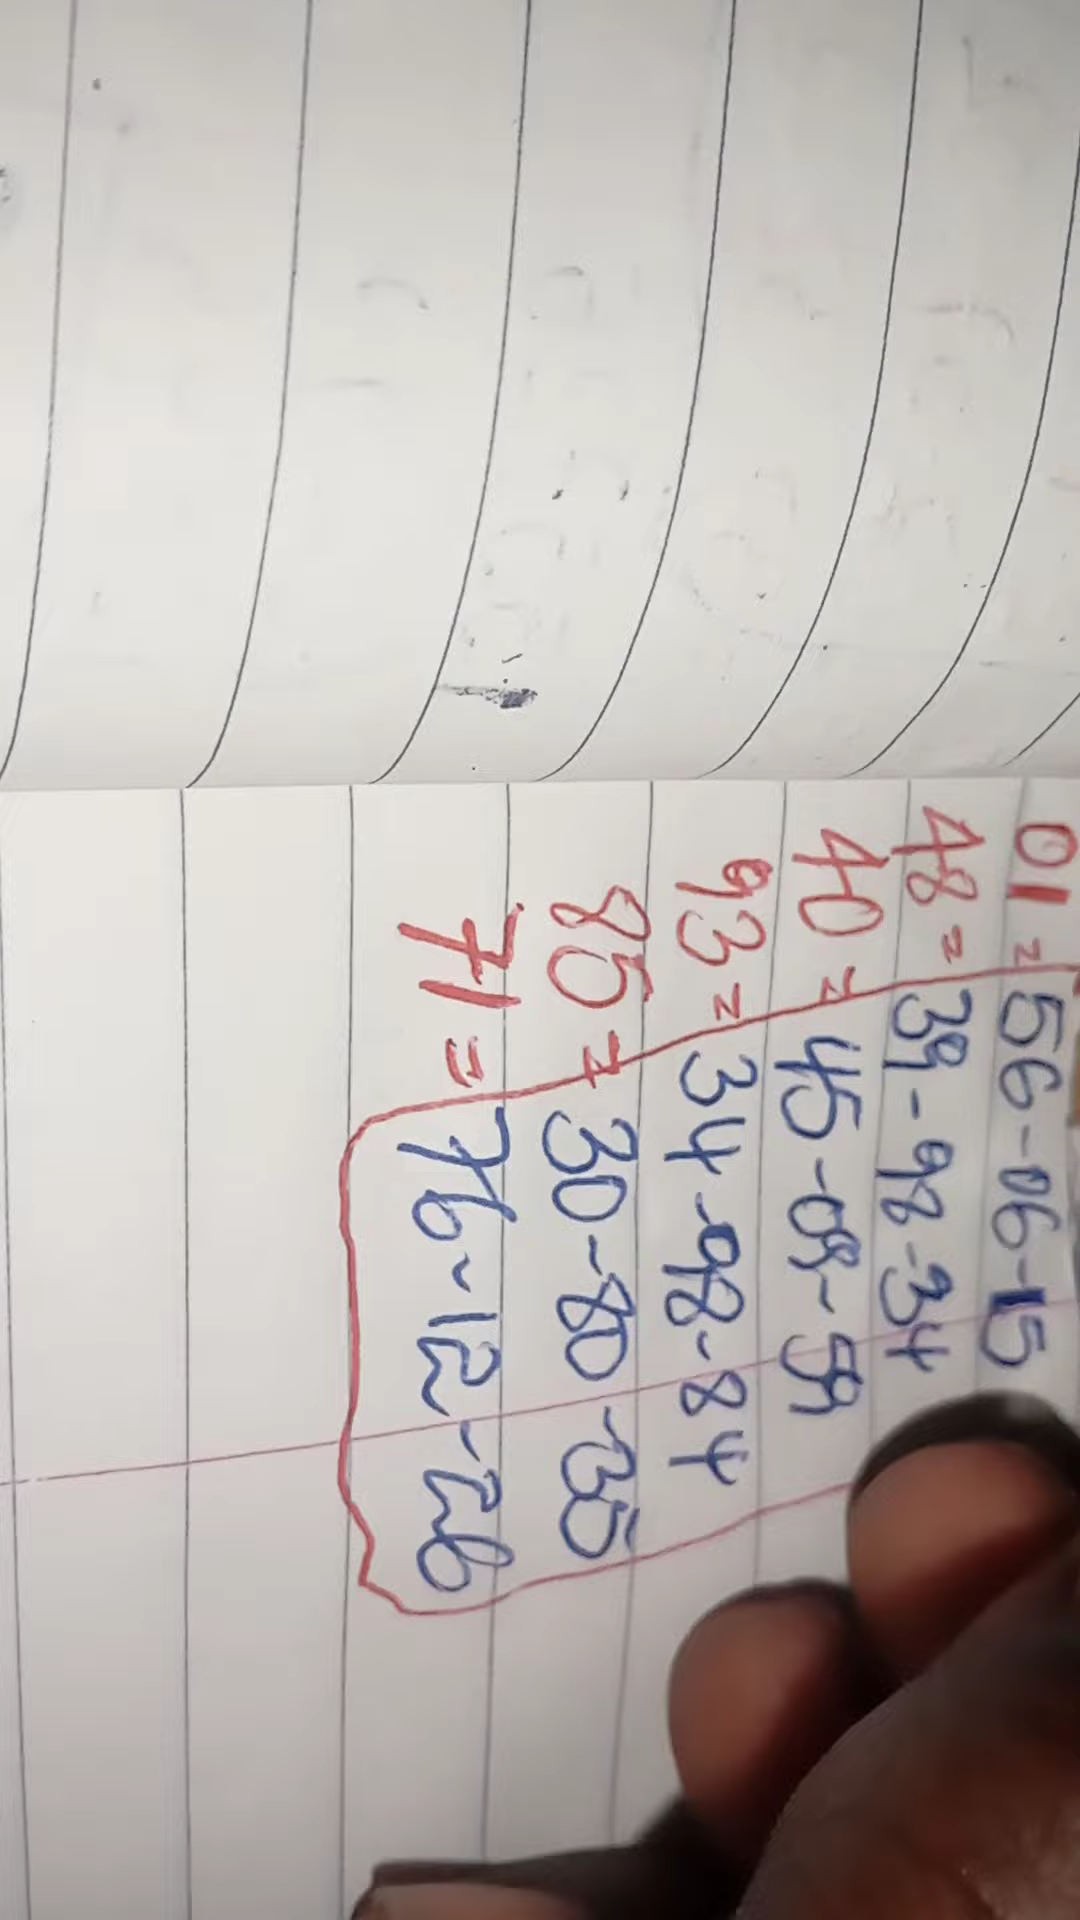 01 = 56-06-15
48 = 39-98-34
40 = 45-09-59
93 = 34-98-84
85 = 30-80-35
71 = 76-12-26